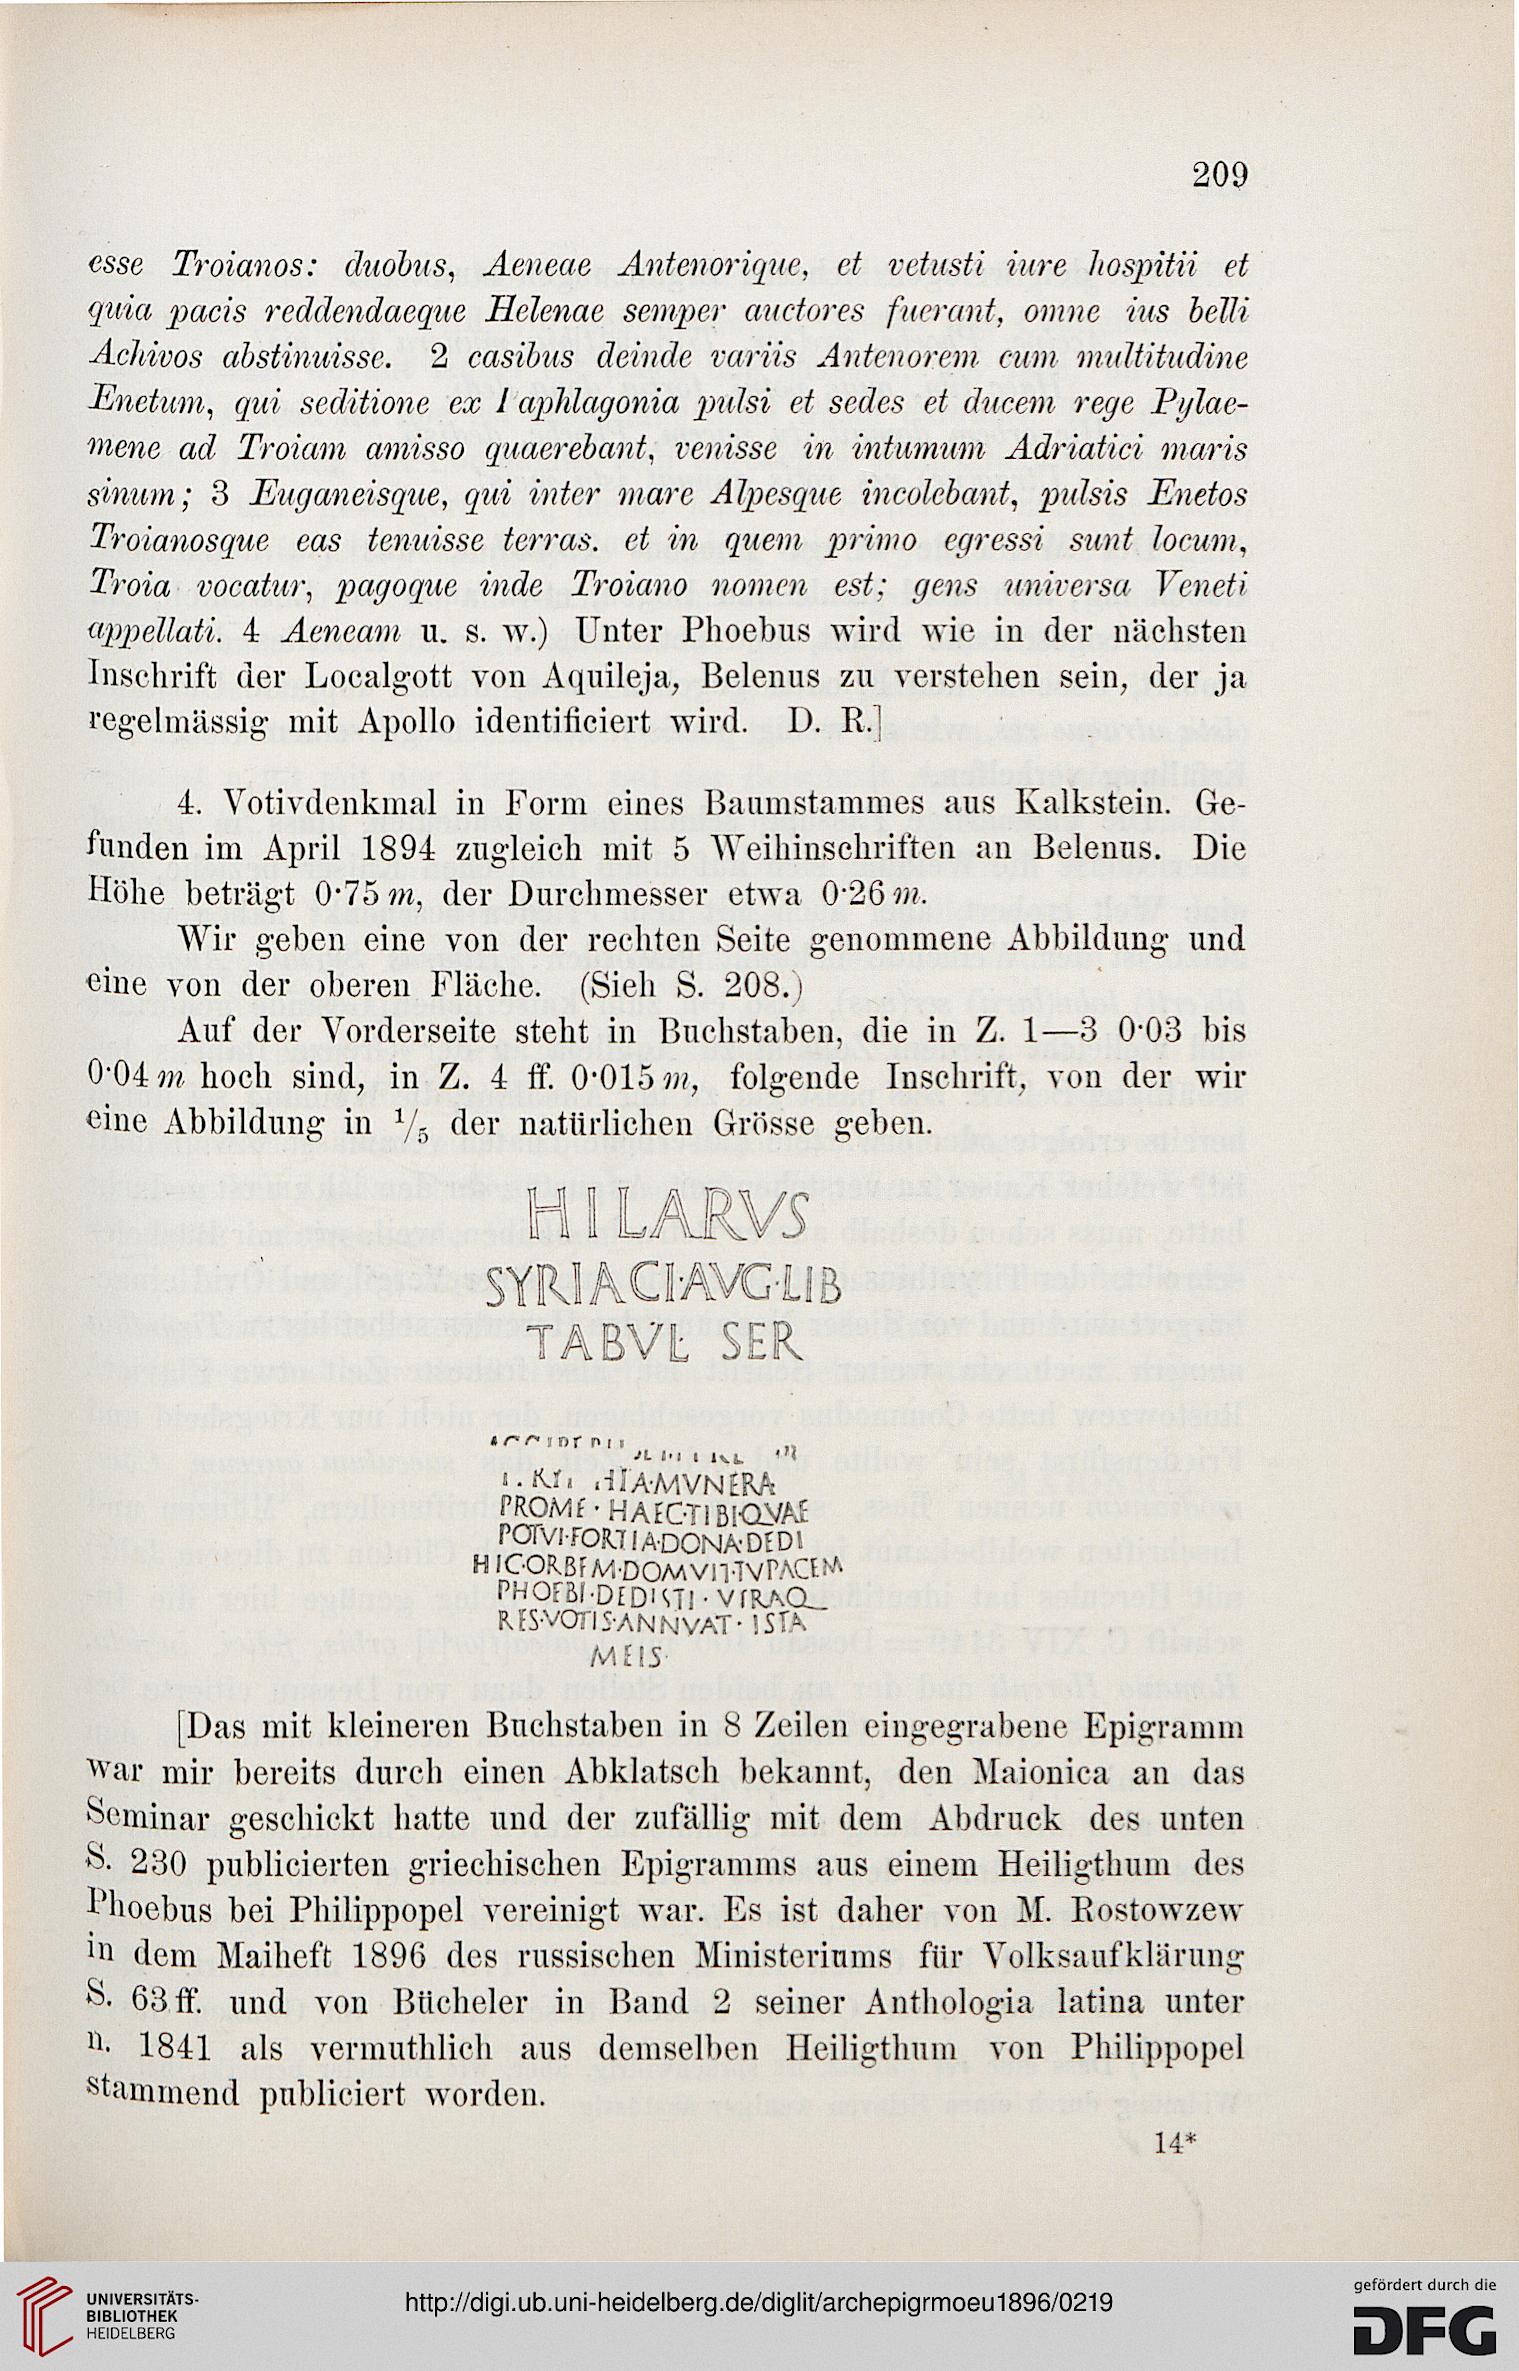 209
esse Troianos: duobus, Aeneae Antenorique, et vetusti iure hospitii et
quia pacis reddendaeque Helenae semper auctores fuerant, omne ius belli
Achivos abstinuisse. 2 casibus deinde variis Antenorem cum multitudine
Enetum, qui seditione ex Paphlagonia pulsi et sedes et ducem rege Pylae-
mene ad Troiam amisso quaerebant, venisse in intumum Adriatici maris
sinum; 3 Euganeisque, qui inter mare Alpesque incolebant, pulsis Enetos
Troianosque eas tenuisse terras. et in quem primo egressi sunt locum,
Troia vocatur, pagoque inde Troiano nomen est; gens universa Veneti
appellati. 4 Aeneam u. s. w.) Unter Phoebus wird wie in der nächsten
Inschrift der Localgott von Aquileja, Belenus zu verstehen sein, der ja
regelmässig mit Apollo identificiert wird. D. R.]
4. Votivdenkmal in Form eines Baumstammes aus Kalkstein. Ge-
funden im April 1894 zugleich mit 5 Weihinschriften an Belenus. Die
Höhe beträgt 0·75 m, der Durchmesser etwa 0·26 m.
Wir geben eine von der rechten Seite genommene Abbildung und
eine von der oberen Fläche. (Sieh S. 208.)
Auf der Vorderseite steht in Buchstaben, die in Z. 1—3 0·03 bis
0·04 m hoch sind, in Z. 4 ff. 0·015 m, folgende Inschrift, von der wir
eine Abbildung in 1/5 der natürlichen Grösse geben.
HILARVS
SYRIACI·AVG·LIB
TABVL SER
A·MVNERA
PROME · HAEC·TIBI·QVAE
POTVI·FORTIA·DONA·DEDI
HIC·ORBEM·DOMVIT·TV PACEM
PHOEBI·DEDISTI · VTRAQ
RES·VOTIS·ANNVAT · ISTA
MEIS·
[Das mit kleineren Buchstaben in 8 Zeilen eingegrabene Epigramm
war mir bereits durch einen Abklatsch bekannt, den Maionica an das
Seminar geschickt hatte und der zufällig mit dem Abdruck des unten
S. 230 publicierten griechischen Epigramms aus einem Heiligthum des
Phoebus bei Philippopel vereinigt war. Es ist daher von M. Rostowzew
in dem Maiheft 1896 des russischen Ministeriums für Volksaufklärung
S. 63 ff. und von Bücheler in Band 2 seiner Anthologia latina unter
n. 1841 als vermuthlich aus demselben Heiligthum von Philippopel
stammend publiciert worden.
14*
UNIVERSITÄTS-
BIBLIOTHEK
HEIDELBERG
http://digi.ub.uni-heidelberg.de/diglit/archepigrmoeu1896/0219
gefördert durch die
DFG